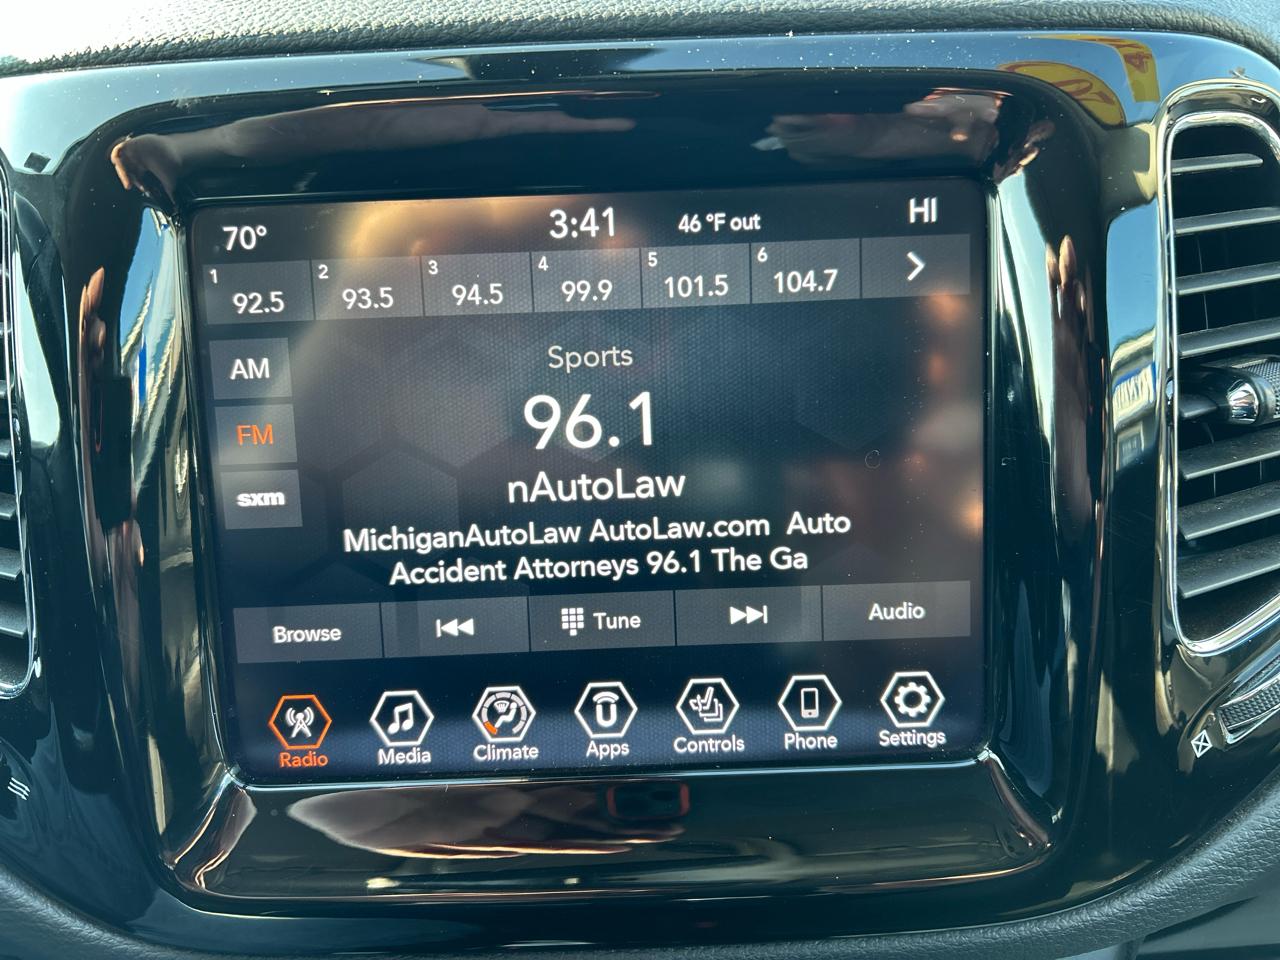 70° 3:41 46 °F out HI
1 92.5 2 93.5 3 94.5 4 99.9 5 101.5 6 104.7
AM
FM
sxm
Sports
96.1
nAutoLaw
MichiganAutoLaw AutoLaw.com Auto
Accident Attorneys 96.1 The Ga
Browse Tune Audio
Radio Media Climate Apps Controls Phone Settings